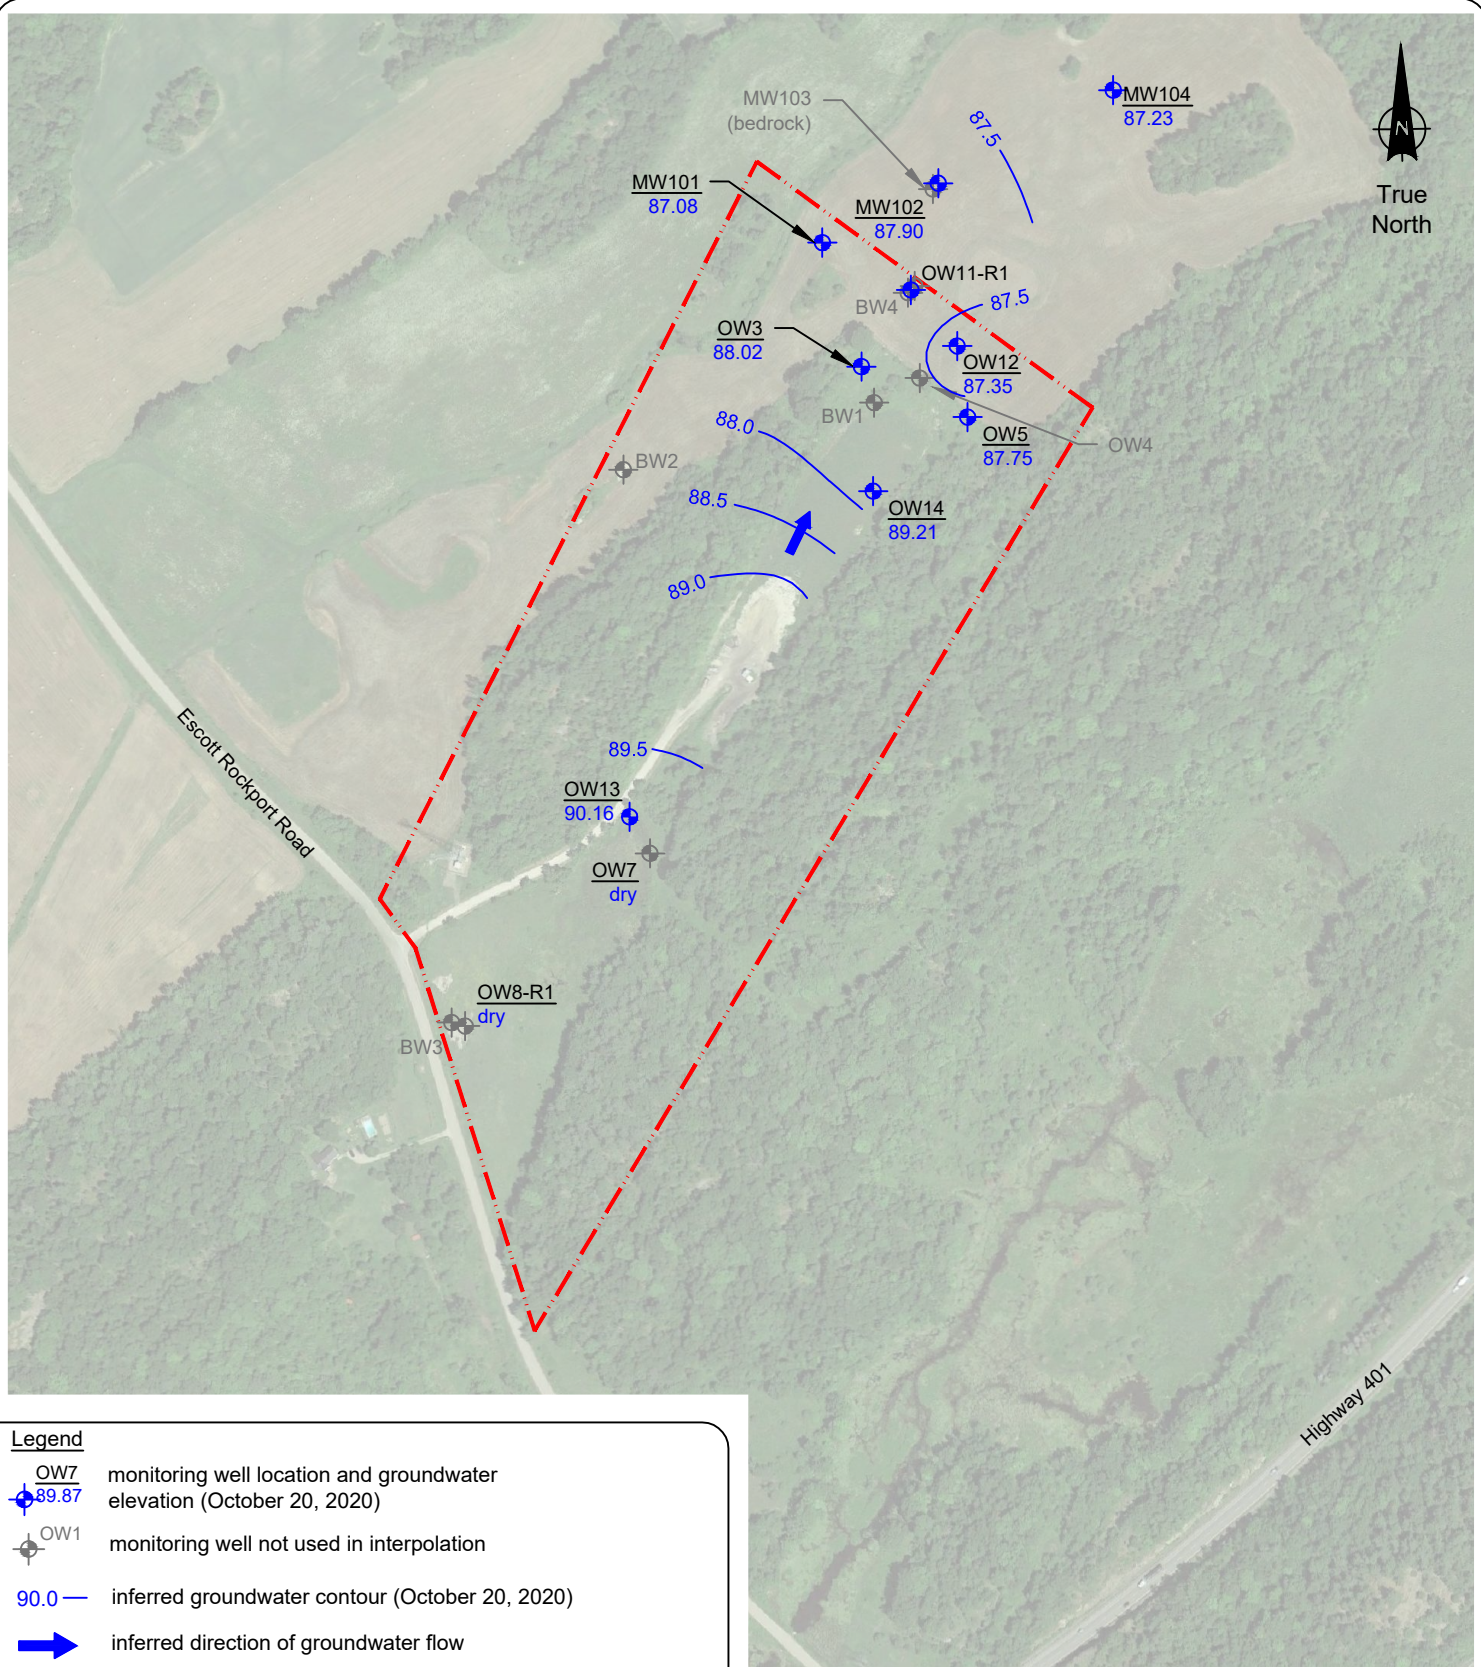 MW104
87.23
MW103
(bedrock)
87.5
N
True
North
MW101
87.08
MW102
87.90
OW11-R1
BW4
87.5
OW3
88.02
OW12
87.35
BW1
88.0
OW5
87.75
OW4
BW2
88.5
OW14
89.21
89.0
Escott Rockport Road
89.5
OW13
90.16
OW7
dry
OW8-R1
dry
BW3
Highway 401
Legend
OW7
89.87
monitoring well location and groundwater
elevation (October 20, 2020)
OW1
monitoring well not used in interpolation
90.0
inferred groundwater contour (October 20, 2020)
inferred direction of groundwater flow